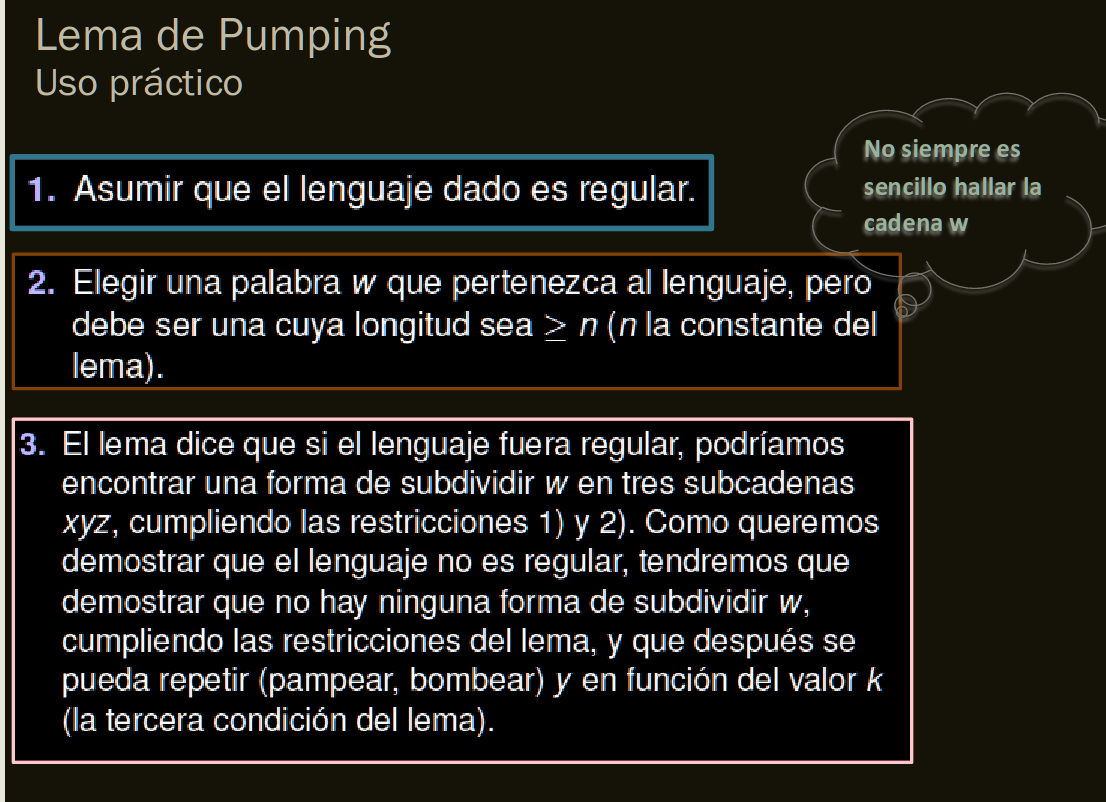 Lema de Pumping
Uso práctico
No siempre es
sencillo hallar la
cadena w
1. Asumir que el lenguaje dado es regular.
2. Elegir una palabra w que pertenezca al lenguaje, pero
debe ser una cuya longitud sea ≥ n (n la constante del
lema).
3. El lema dice que si el lenguaje fuera regular, podríamos
encontrar una forma de subdividir w en tres subcadenas
xyz, cumpliendo las restricciones 1) y 2). Como queremos
demostrar que el lenguaje no es regular, tendremos que
demostrar que no hay ninguna forma de subdividir w,
cumpliendo las restricciones del lema, y que después se
pueda repetir (pampear, bombear) y en función del valor k
(la tercera condición del lema).